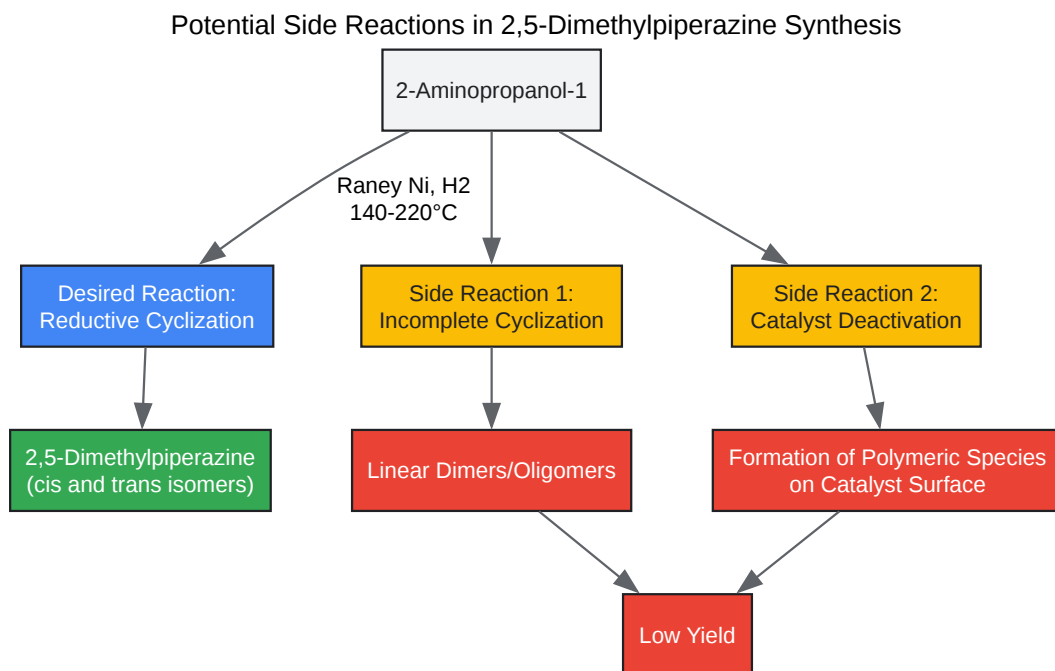 Potential Side Reactions in 2,5-Dimethylpiperazine Synthesis
2-Aminopropanol-1
Raney Ni, H2
140-220°C
Desired Reaction:
Reductive Cyclization
Side Reaction 1:
Incomplete Cyclization
Side Reaction 2:
Catalyst Deactivation
2,5-Dimethylpiperazine
(cis and trans isomers)
Linear Dimers/Oligomers
Formation of Polymeric Species
on Catalyst Surface
Low Yield